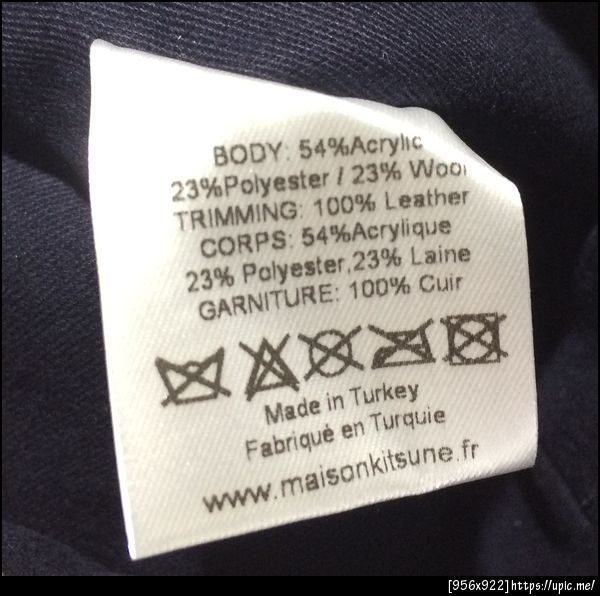 BODY: 54%Acrylic
23%Polyester / 23% Wool
TRIMMING: 100% Leather
CORPS: 54%Acrylique
23% Polyester,23% Laine
GARNITURE: 100% Cuir
Made in Turkey
Fabriqué en Turquie
www.maisonkitsune.fr
[956x922]https://upic.me/